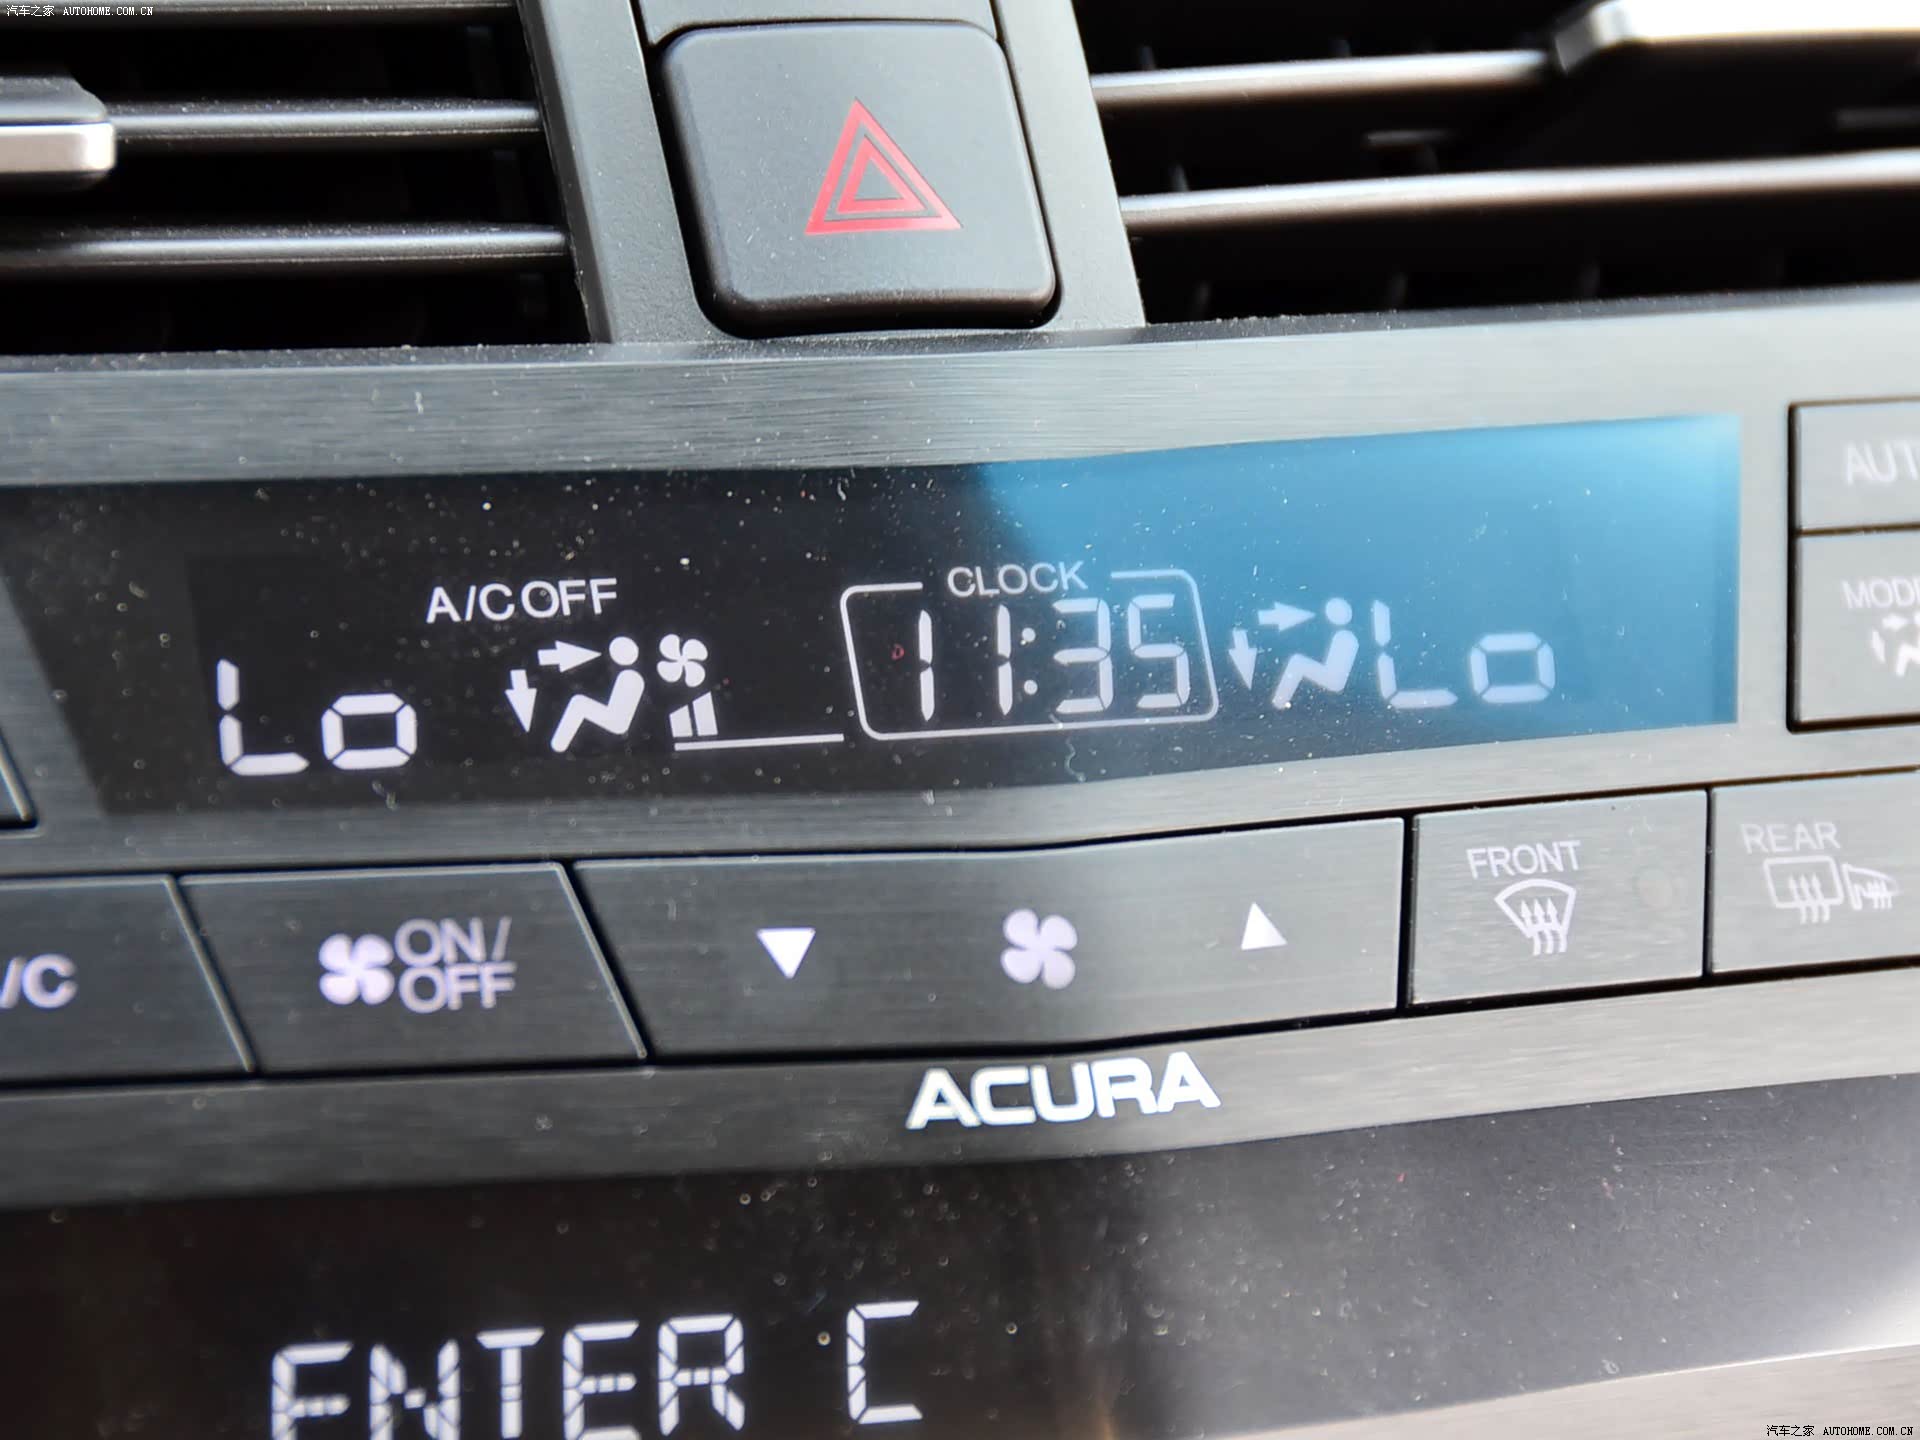 汽车之家 AUTOHOME.COM.CN
A/C OFF
CLOCK
Lo
11:35
Lo
AUT
MOD
/C
ON/
OFF
FRONT
REAR
ACURA
ENTER C
汽车之家 AUTOHOME.COM.CN